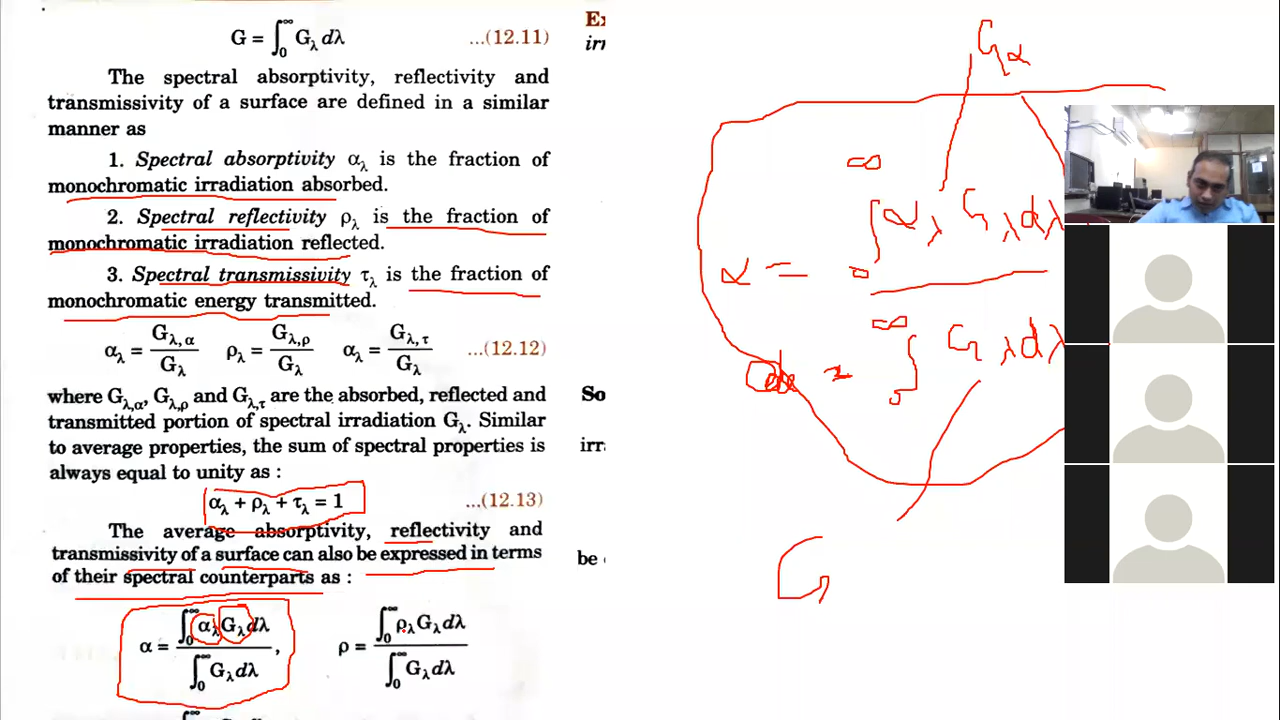 G = ∫₀^∞ G_λ dλ ...(12.11)
The spectral absorptivity, reflectivity and
transmissivity of a surface are defined in a similar
manner as
1. Spectral absorptivity α_λ is the fraction of
monochromatic irradiation absorbed.
2. Spectral reflectivity ρ_λ is the fraction of
monochromatic irradiation reflected.
3. Spectral transmissivity τ_λ is the fraction of
monochromatic energy transmitted.
α_λ = G_λ,α / G_λ ρ_λ = G_λ,ρ / G_λ α_λ = G_λ,τ / G_λ ...(12.12)
where G_λ,α, G_λ,ρ and G_λ,τ are the absorbed, reflected and
transmitted portion of spectral irradiation G_λ. Similar
to average properties, the sum of spectral properties is
always equal to unity as :
α_λ + ρ_λ + τ_λ = 1 ...(12.13)
The average absorptivity, reflectivity and
transmissivity of a surface can also be expressed in terms
of their spectral counterparts as :
α = ∫₀^∞ α_λ G_λ dλ / ∫₀^∞ G_λ dλ , ρ = ∫₀^∞ ρ_λ G_λ dλ / ∫₀^∞ G_λ dλ
So
irr
be
G_α
α = ∫₀^∞ α_λ G_λ dλ / ∫₀^∞ G_λ dλ
G